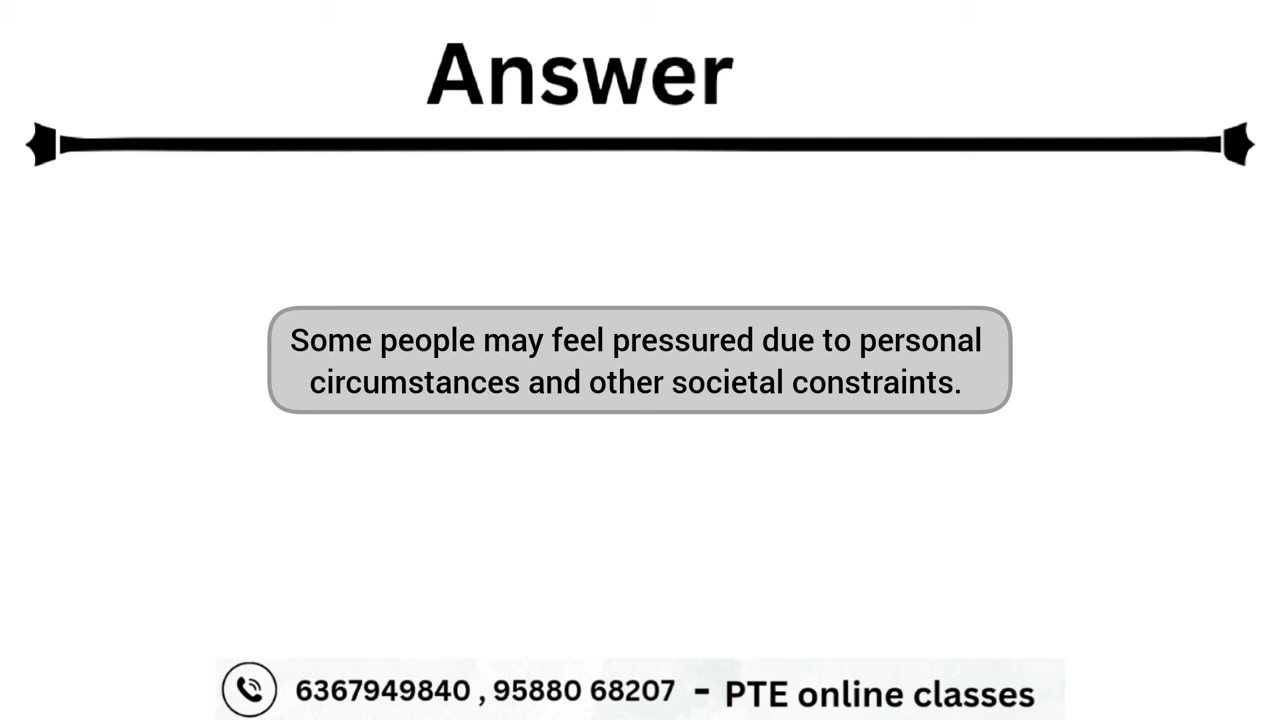 Answer
Some people may feel pressured due to personal
circumstances and other societal constraints.
6367949840 , 95880 68207 - PTE online classes